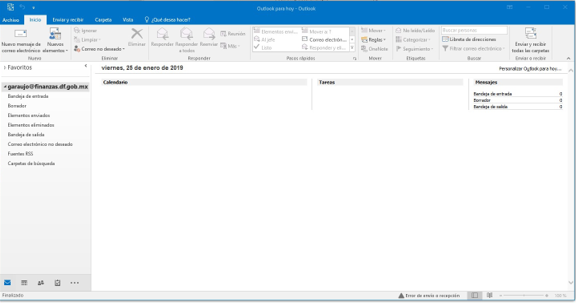 Outlook para hoy - Outlook
Archivo Inicio Enviar y recibir Carpeta Vista ¿Qué desea hacer?
Nuevo mensaje de correo electrónico
Nuevos elementos
Nuevo
Ignorar
Limpiar
Correo no deseado
Eliminar
Eliminar
Responder
Responder a todos
Reenviar
Reunión
Más
Responder
Elementos envi...
Al jefe
Listo
Mover a: ?
Correo electrón...
Responder y eli...
Pasos rápidos
Mover
Reglas
OneNote
Mover
No leído/Leído
Categorizar
Seguimiento
Etiquetas
Buscar personas
Libreta de direcciones
Filtrar correo electrónico
Buscar
Enviar y recibir todas las carpetas
Enviar o recibir
Favoritos
garaujo@finanzas.df.gob.mx
Bandeja de entrada
Borrador
Elementos enviados
Elementos eliminados
Bandeja de salida
Correo electrónico no deseado
Fuentes RSS
Carpetas de búsqueda
viernes, 25 de enero de 2019
Personalizar Outlook para hoy...
Calendario
Tareas
Mensajes
Bandeja de entrada 0
Borrador 0
Bandeja de salida 0
Finalizado
Error de envío o recepción
100%